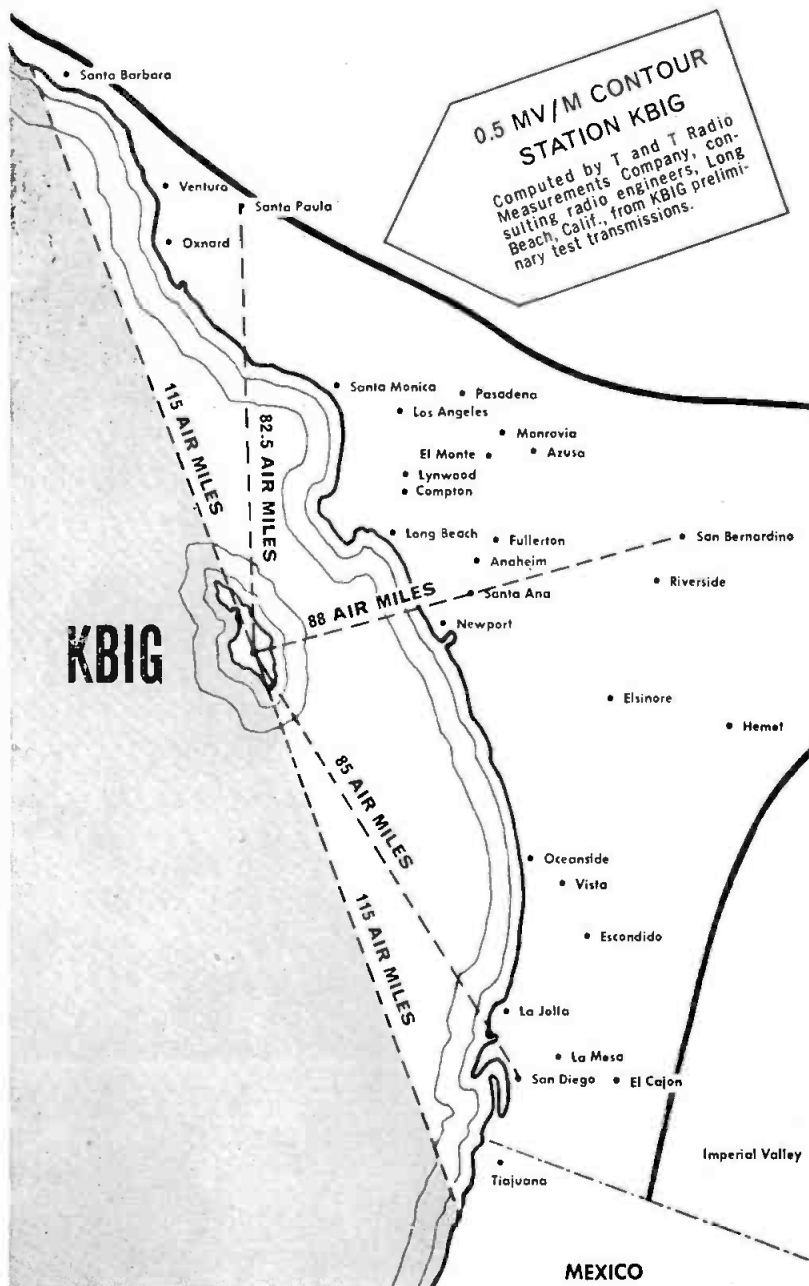 0.5 MV/M CONTOUR
STATION KBIG
Computed by T and T Radio
Measurements Company, con-
sulting radio engineers, Long
Beach, Calif., from KBIG prelimi-
nary test transmissions.
Santa Barbara
Ventura
Santa Paula
Oxnard
115 AIR MILES
82.5 AIR MILES
Santa Monica
Pasadena
Los Angeles
Monrovia
El Monte
Azusa
Lynwood
Compton
Long Beach
Fullerton
San Bernardino
Anaheim
Riverside
88 AIR MILES
Santa Ana
Newport
KBIG
Elsinore
Hemet
85 AIR MILES
115 AIR MILES
Oceanside
Vista
Escondido
La Jolla
La Mesa
San Diego
El Cajon
Imperial Valley
Tiajuana
MEXICO